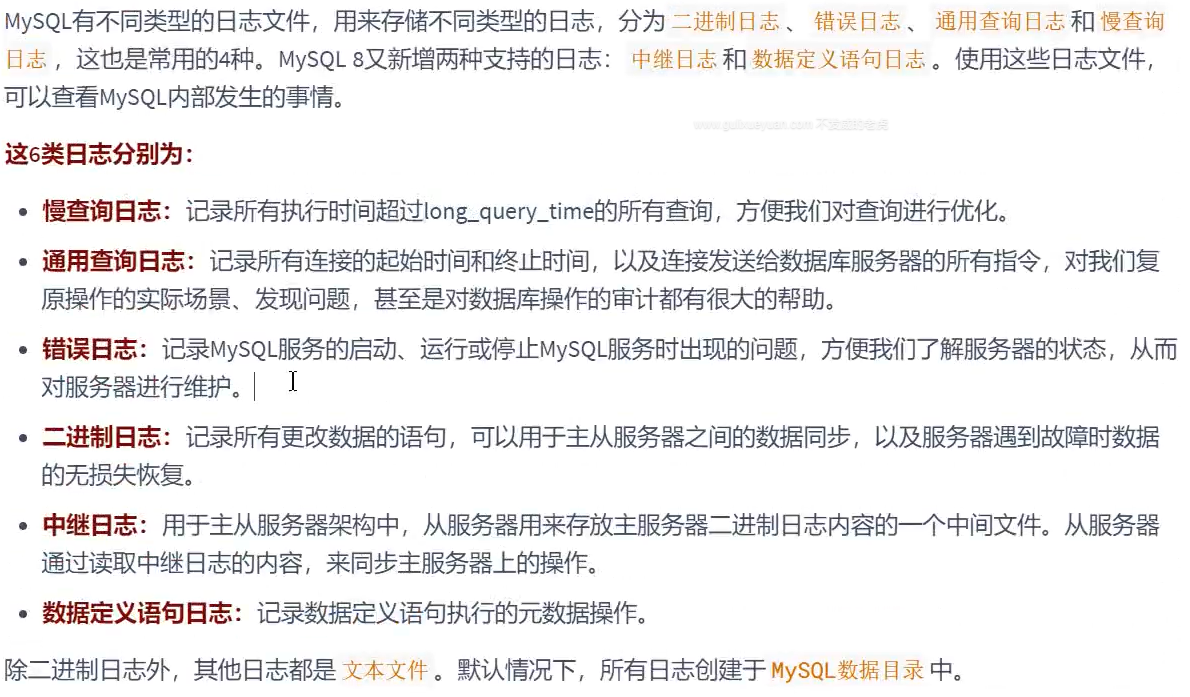 MySQL有不同类型的日志文件，用来存储不同类型的日志，分为 二进制日志 、 错误日志 、 通用查询日志 和 慢查询
日志 ，这也是常用的4种。MySQL 8又新增两种支持的日志： 中继日志 和 数据定义语句日志 。使用这些日志文件，
可以查看MySQL内部发生的事情。
这6类日志分别为：
慢查询日志：记录所有执行时间超过long_query_time的所有查询，方便我们对查询进行优化。
通用查询日志：记录所有连接的起始时间和终止时间，以及连接发送给数据库服务器的所有指令，对我们复
原操作的实际场景、发现问题，甚至是对数据库操作的审计都有很大的帮助。
错误日志：记录MySQL服务的启动、运行或停止MySQL服务时出现的问题，方便我们了解服务器的状态，从而
对服务器进行维护。
二进制日志：记录所有更改数据的语句，可以用于主从服务器之间的数据同步，以及服务器遇到故障时数据
的无损失恢复。
中继日志：用于主从服务器架构中，从服务器用来存放主服务器二进制日志内容的一个中间文件。从服务器
通过读取中继日志的内容，来同步主服务器上的操作。
数据定义语句日志：记录数据定义语句执行的元数据操作。
除二进制日志外，其他日志都是 文本文件 。默认情况下，所有日志创建于 MySQL数据目录 中。